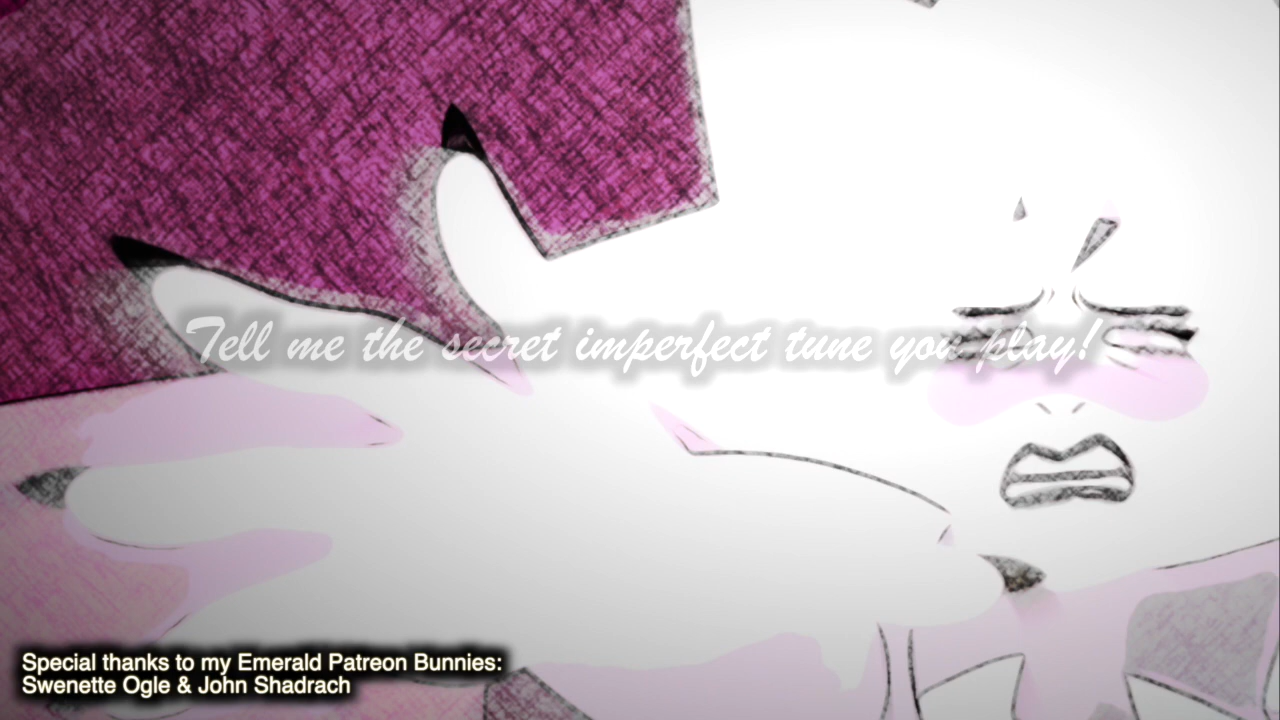 Tell me the secret imperfect tune you play!
Special thanks to my Emerald Patreon Bunnies:
Swenette Ogle & John Shadrach